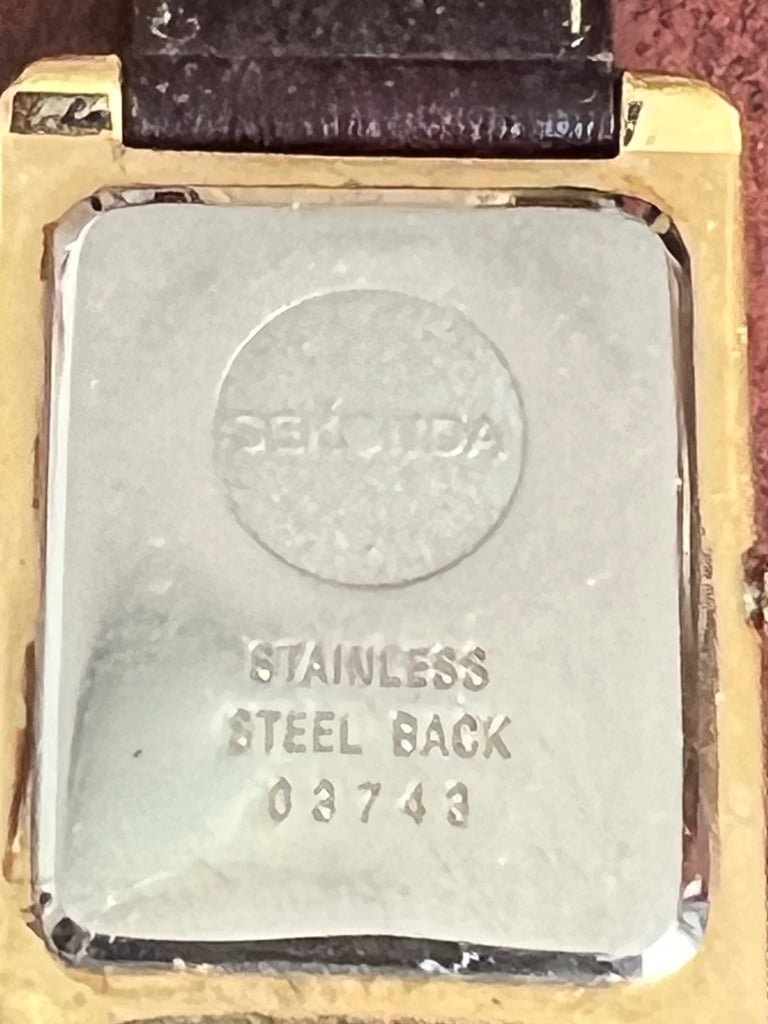 SEKONDA
STAINLESS
STEEL BACK
03743